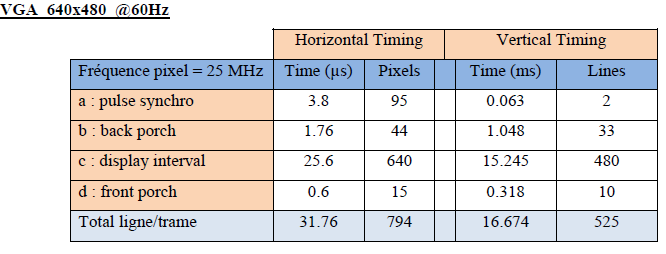 VGA 640x480 @60Hz
Horizontal Timing Vertical Timing
Fréquence pixel = 25 MHz Time (µs) Pixels Time (ms) Lines
a : pulse synchro 3.8 95 0.063 2
b : back porch 1.76 44 1.048 33
c : display interval 25.6 640 15.245 480
d : front porch 0.6 15 0.318 10
Total ligne/trame 31.76 794 16.674 525